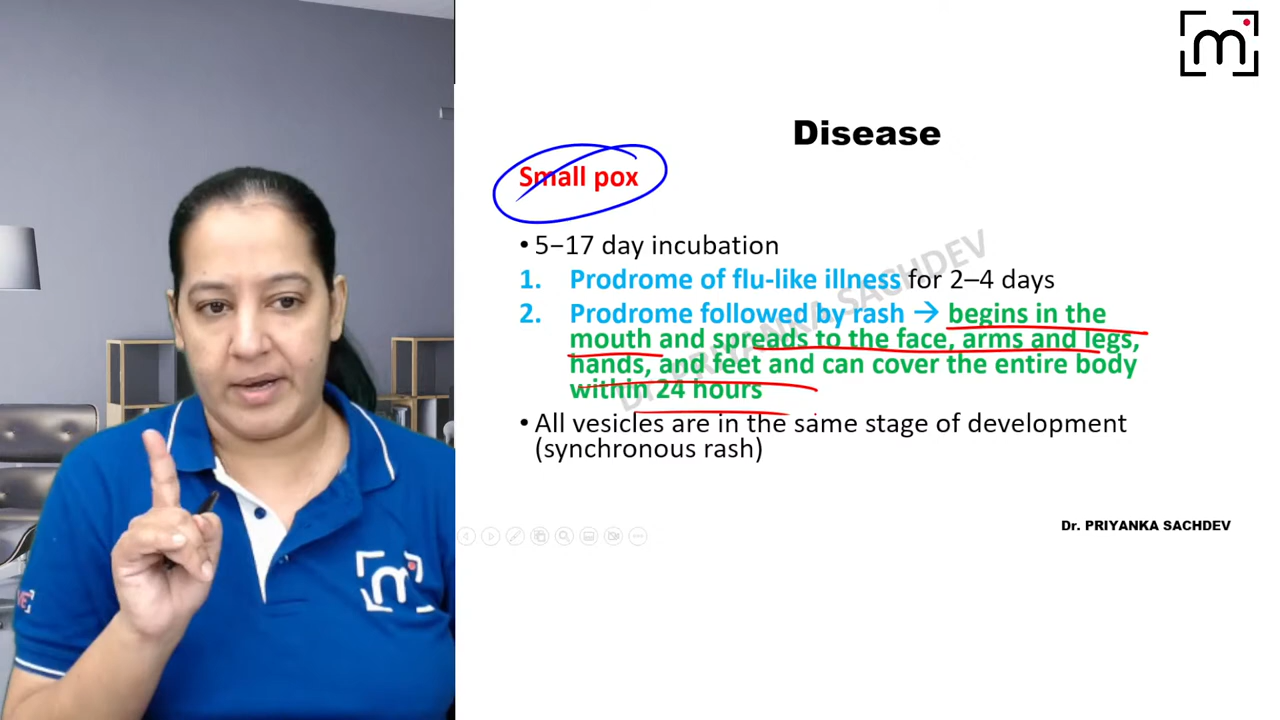 Disease
Small pox
• 5–17 day incubation
1. Prodrome of flu-like illness for 2–4 days
2. Prodrome followed by rash → begins in the
mouth and spreads to the face, arms and legs,
hands, and feet and can cover the entire body
within 24 hours
• All vesicles are in the same stage of development
(synchronous rash)
Dr. PRIYANKA SACHDEV
Dr. PRIYANKA SACHDEV
m
m